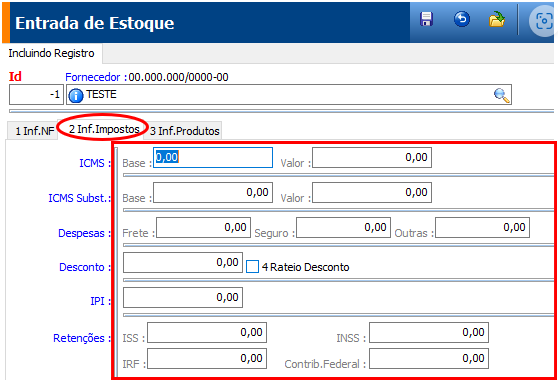 Entrada de Estoque
Incluindo Registro
Id Fornecedor :00.000.000/0000-00
-1 TESTE
1 Inf.NF 2 Inf.Impostos 3 Inf.Produtos
ICMS : Base : 0,00 Valor : 0,00
ICMS Subst.: Base : 0,00 Valor : 0,00
Despesas : Frete : 0,00 Seguro : 0,00 Outras : 0,00
Desconto : 0,00 4 Rateio Desconto
IPI : 0,00
Retenções : ISS : 0,00 INSS : 0,00
IRF : 0,00 Contrib.Federal : 0,00